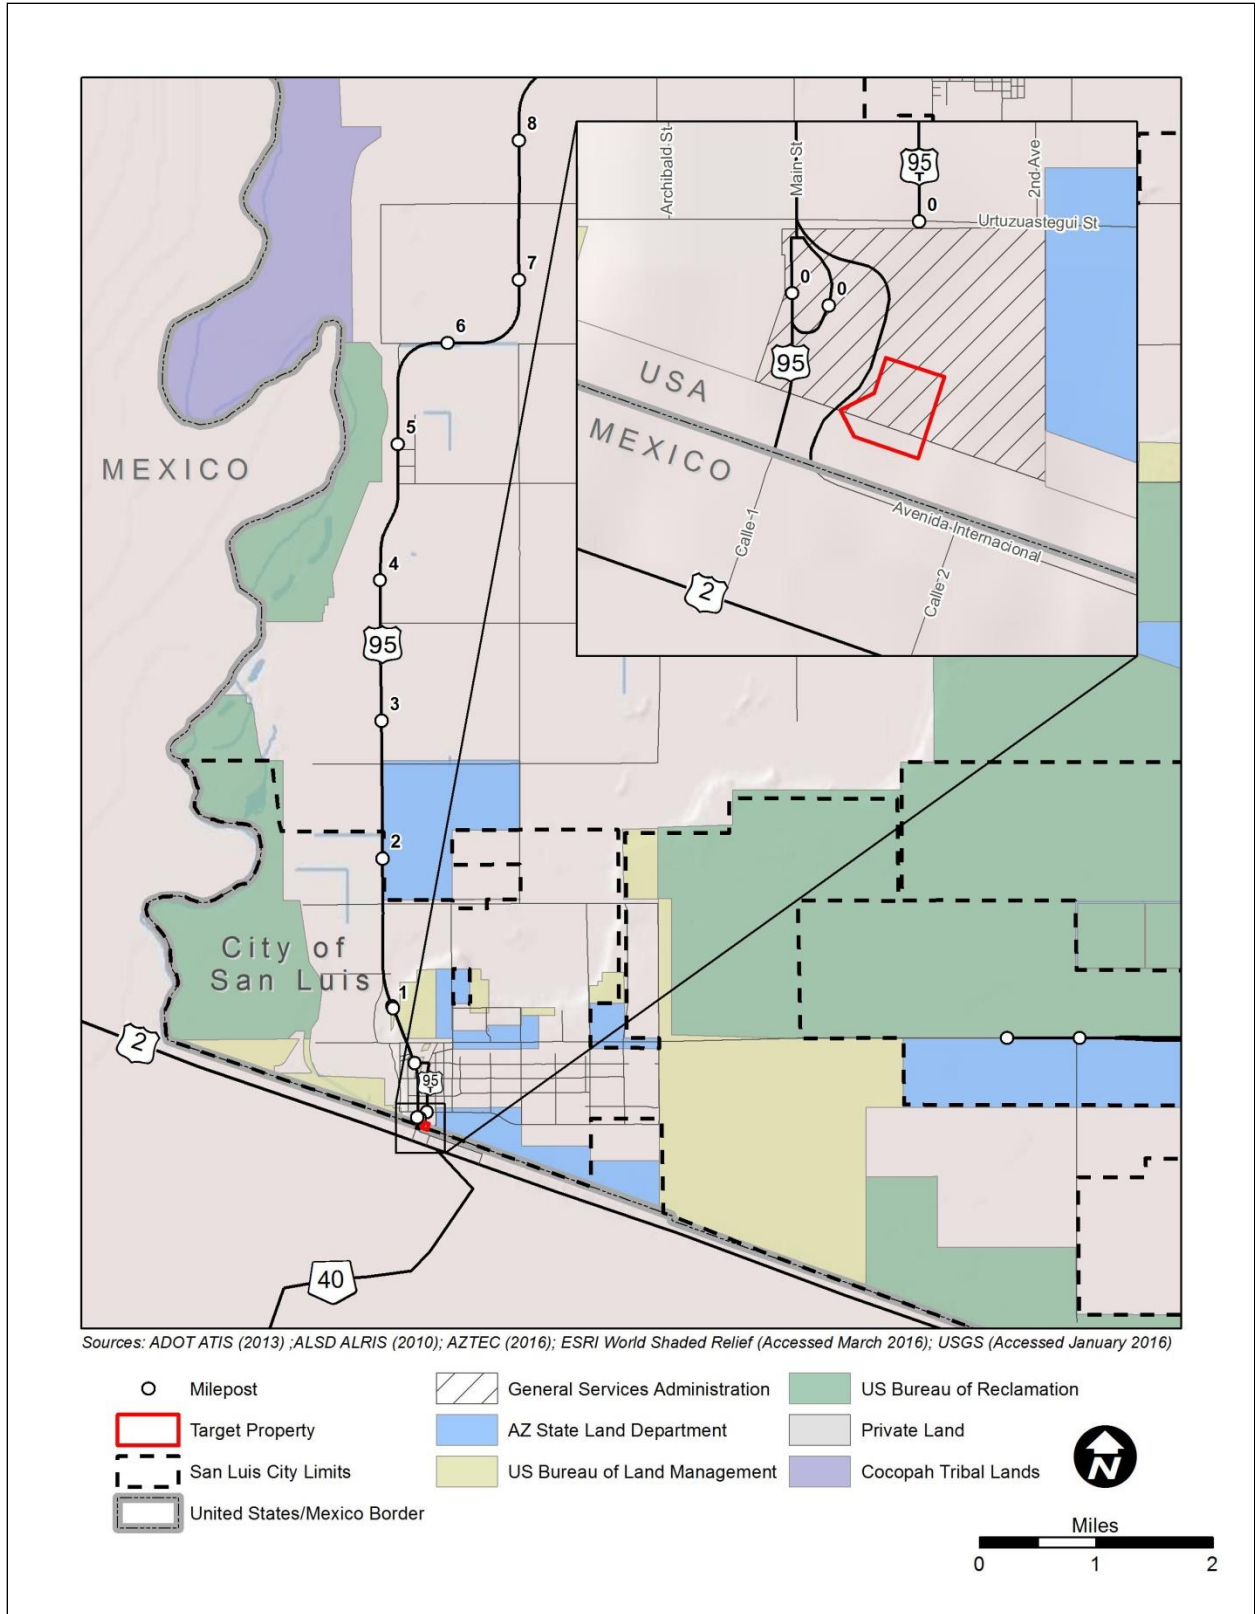 8
7
6
5
4
95
3
2
1
95
T
2
40
MEXICO
City of
San Luis
Archibald St
Main St
95
T
2nd Ave
0
Urtuzuastegui St
0
0
95
USA
MEXICO
Calle 1
Avenida Internacional
Calle 2
2
Sources: ADOT ATIS (2013) ;ALSD ALRIS (2010); AZTEC (2016); ESRI World Shaded Relief (Accessed March 2016); USGS (Accessed January 2016)
Milepost
Target Property
San Luis City Limits
United States/Mexico Border
General Services Administration
AZ State Land Department
US Bureau of Land Management
US Bureau of Reclamation
Private Land
Cocopah Tribal Lands
N
Miles
0 1 2